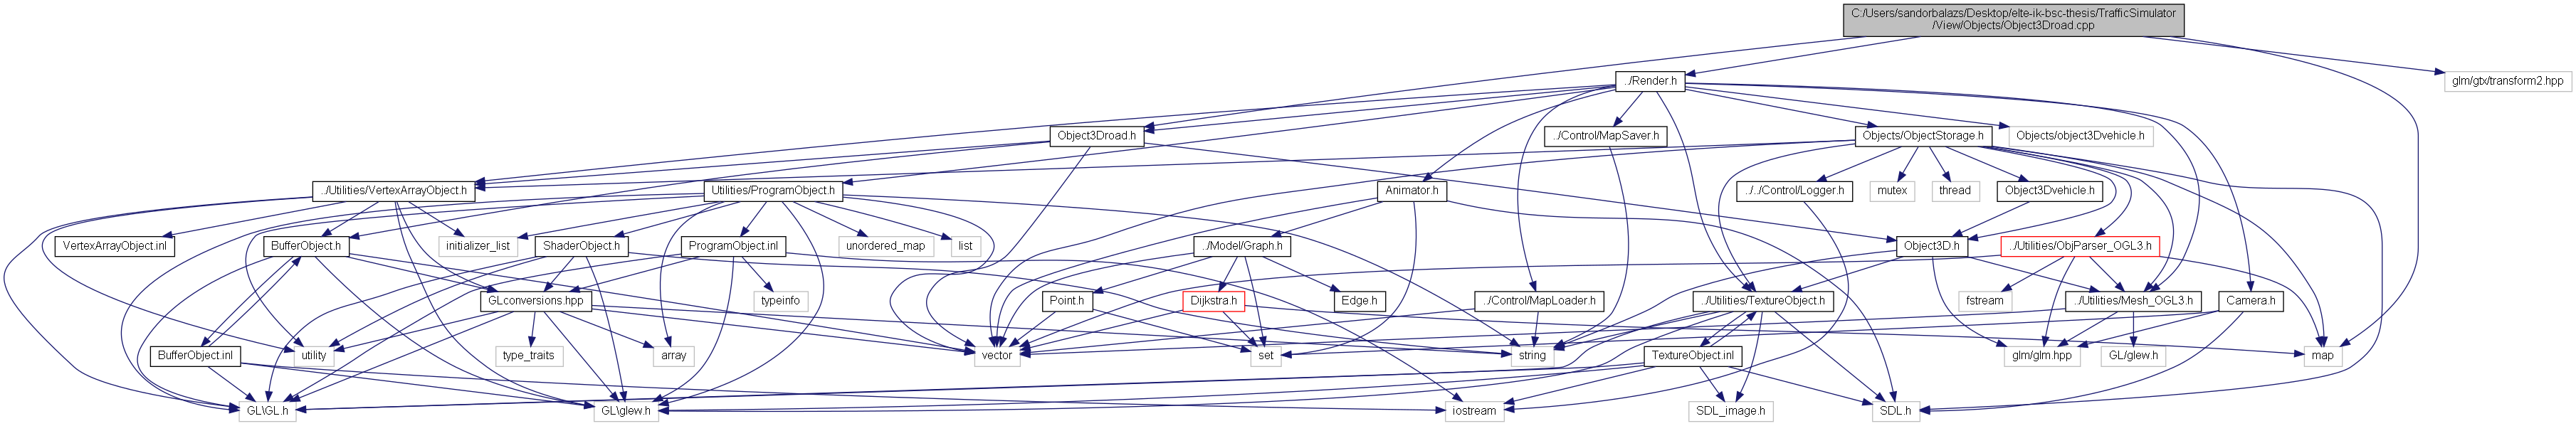 C:/Users/sandorbalazs/Desktop/elte-ik-bsc-thesis/TrafficSimulator
/View/Objects/Object3Droad.cpp
../Render.h
glm/gtx/transform2.hpp
Object3Droad.h
../Control/MapSaver.h
Objects/ObjectStorage.h
Objects/object3Dvehicle.h
../Utilities/VertexArrayObject.h
Utilities/ProgramObject.h
Animator.h
../../Control/Logger.h
mutex
thread
Object3Dvehicle.h
VertexArrayObject.inl
BufferObject.h
initializer_list
ShaderObject.h
ProgramObject.inl
unordered_map
list
../Model/Graph.h
Object3D.h
../Utilities/ObjParser_OGL3.h
GLconversions.hpp
typeinfo
Point.h
Dijkstra.h
Edge.h
../Control/MapLoader.h
../Utilities/TextureObject.h
fstream
../Utilities/Mesh_OGL3.h
Camera.h
BufferObject.inl
utility
type_traits
array
vector
set
string
TextureObject.inl
glm/glm.hpp
GL/glew.h
map
GL\GL.h
GL\glew.h
iostream
SDL_image.h
SDL.h